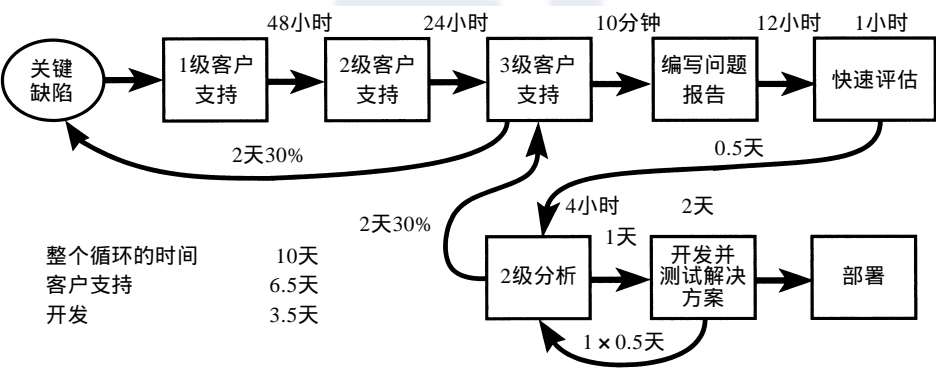 48小时
24小时
10分钟
12小时
1小时
关键
缺陷
1级客户
支持
2级客户
支持
3级客户
支持
编写问题
报告
快速评估
2天30%
0.5天
2天30%
4小时
2天
1天
2级分析
开发并
测试解决
方案
部署
1×0.5天
整个循环的时间 10天
客户支持 6.5天
开发 3.5天